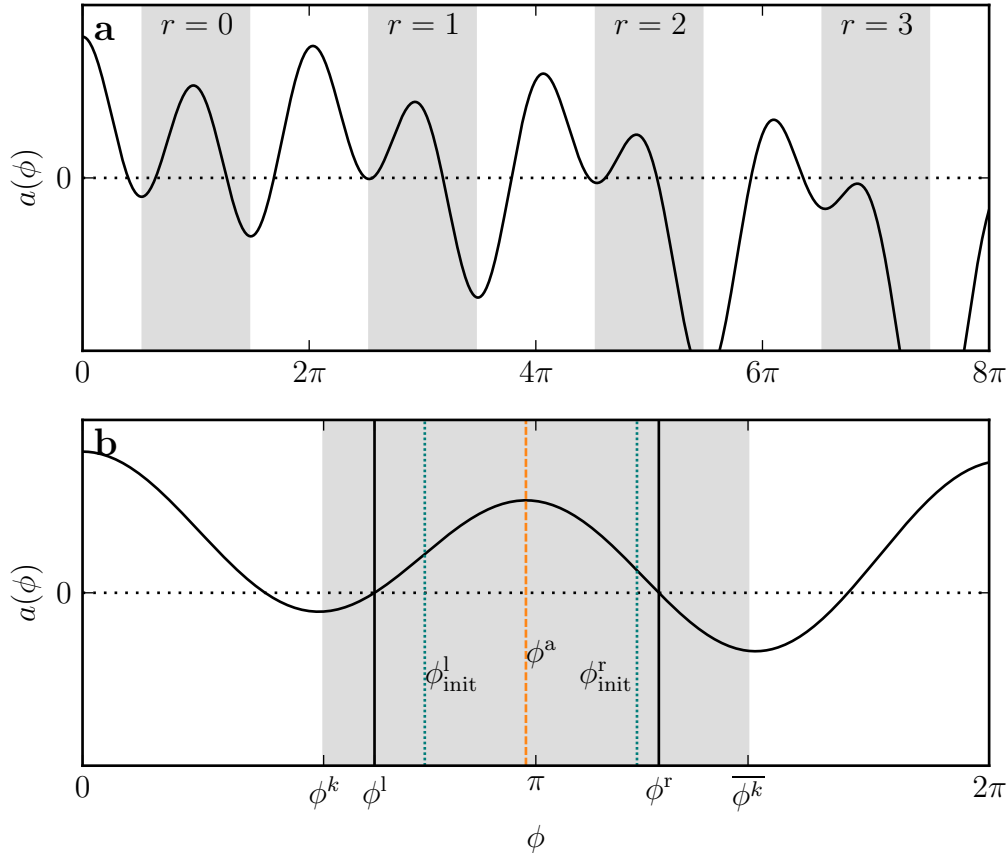 a r = 0 r = 1 r = 2 r = 3
a(ϕ)
0
0 2π 4π 6π 8π
b
a(ϕ)
0
ϕ^l_init ϕ^a ϕ^r_init
0 ϕ^k ϕ^l π ϕ^r \overline{ϕ^k} 2π
ϕ